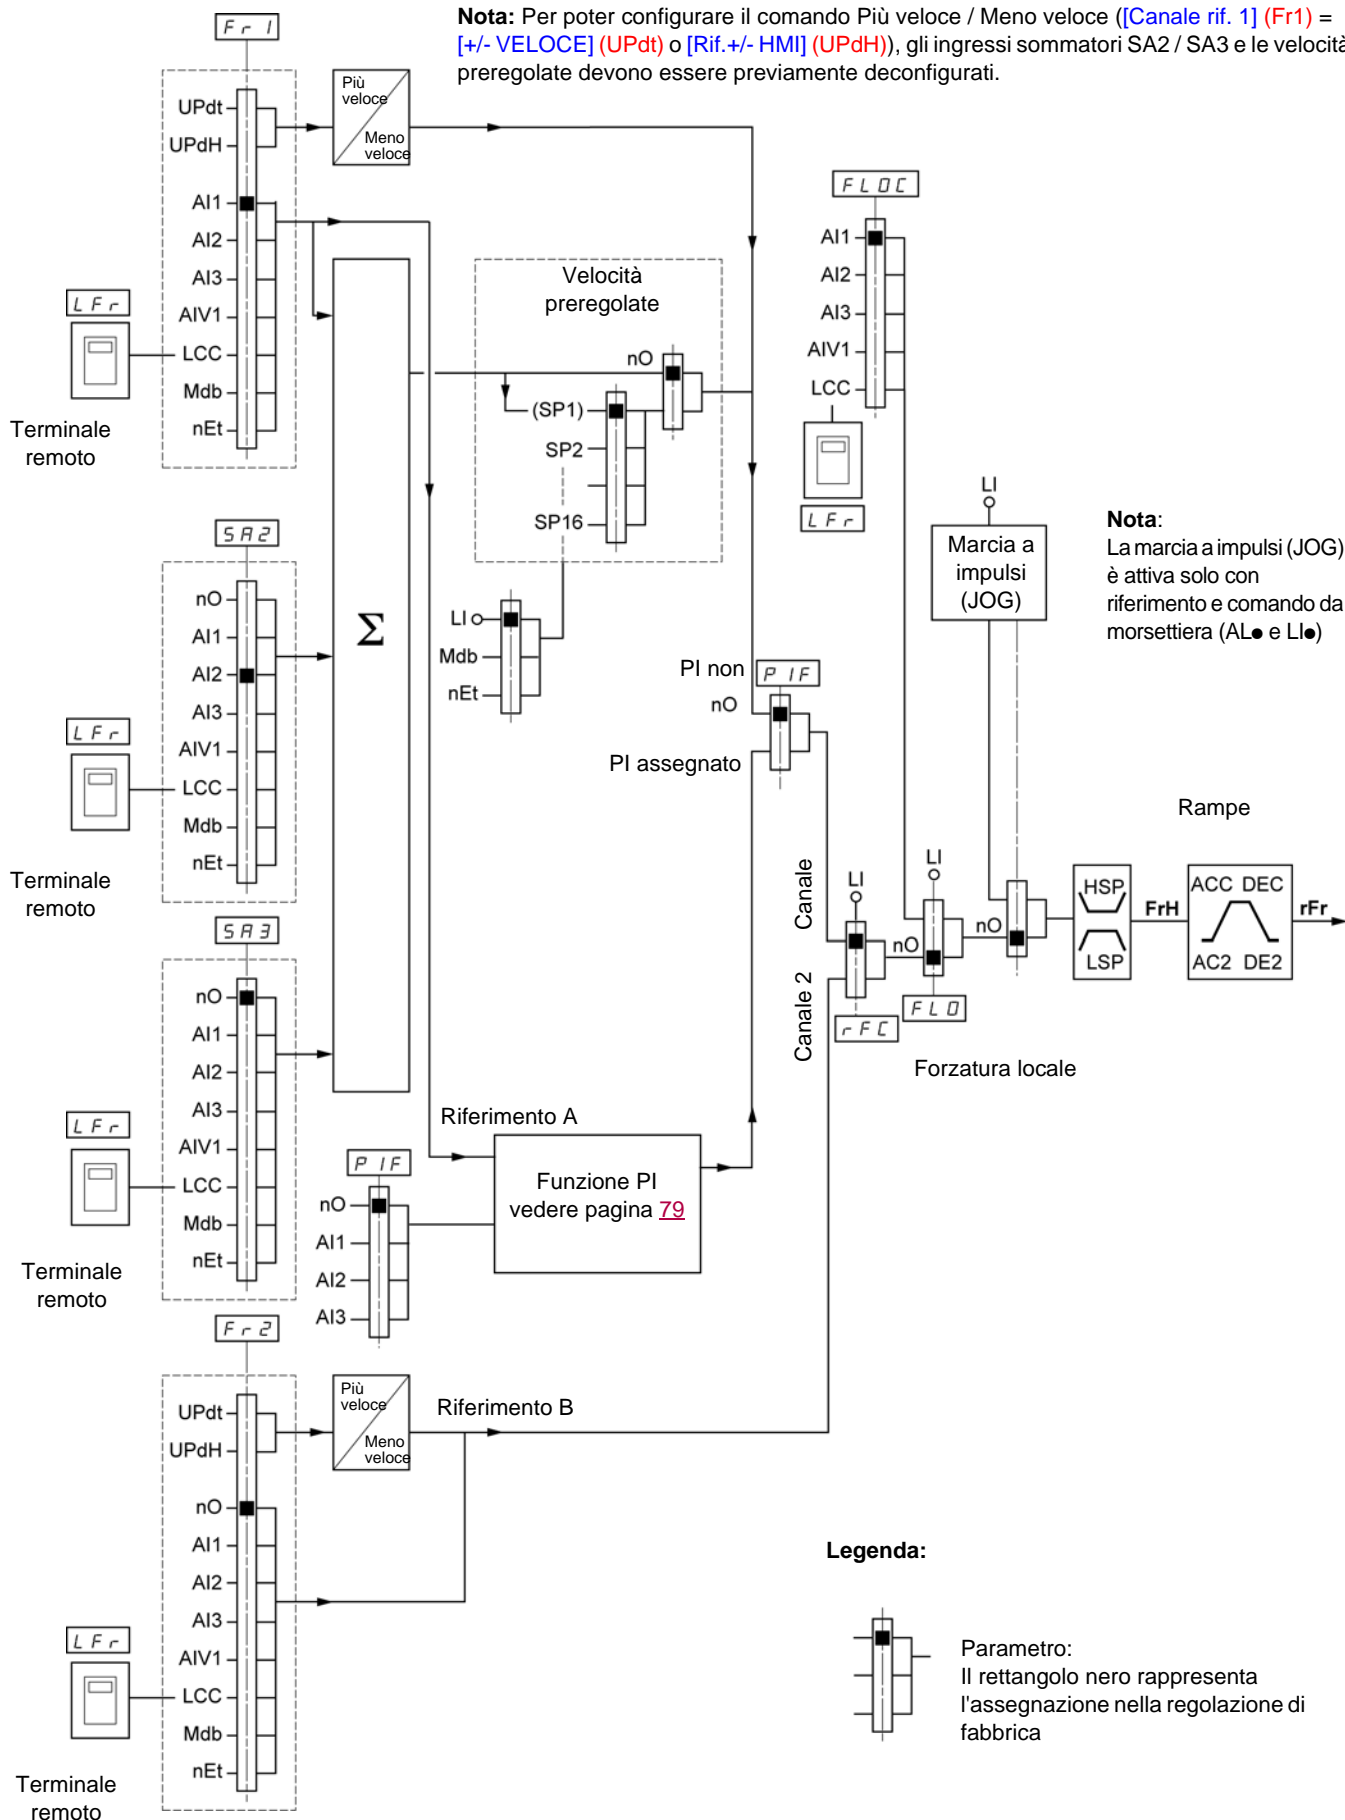 Nota: Per poter configurare il comando Più veloce / Meno veloce ([Canale rif. 1] (Fr1) =
[+/- VELOCE] (UPdt) o [Rif.+/- HMI] (UPdH)), gli ingressi sommatori SA2 / SA3 e le velocità
preregolate devono essere previamente deconfigurati.
Fr1
UPdt
UPdH
AI1
AI2
AI3
AIV1
LCC
Mdb
nEt
LFr
Terminale
remoto
Più
veloce
Meno
veloce
Velocità
preregolate
nO
(SP1)
SP2
SP16
LI
Mdb
nEt
FLOC
AI1
AI2
AI3
AIV1
LCC
LFr
LI
Marcia a
impulsi
(JOG)
Nota:
La marcia a impulsi (JOG)
è attiva solo con
riferimento e comando da
morsettiera (AL● e LI●)
SA2
nO
AI1
AI2
AI3
AIV1
LCC
Mdb
nEt
LFr
Terminale
remoto
Σ
PI non
nO
PIF
PI assegnato
Canale
Canale 2
LI
rFC
nO
LI
FLO
Forzatura locale
nO
HSP
LSP
FrH
Rampe
ACC DEC
AC2 DE2
rFr
SA3
nO
AI1
AI2
AI3
AIV1
LCC
Mdb
nEt
LFr
Terminale
remoto
Riferimento A
PIF
nO
AI1
AI2
AI3
Funzione PI
vedere pagina 79
Fr2
UPdt
UPdH
nO
AI1
AI2
AI3
AIV1
LCC
Mdb
nEt
LFr
Terminale
remoto
Più
veloce
Meno
veloce
Riferimento B
Legenda:
Parametro:
Il rettangolo nero rappresenta
l'assegnazione nella regolazione di
fabbrica